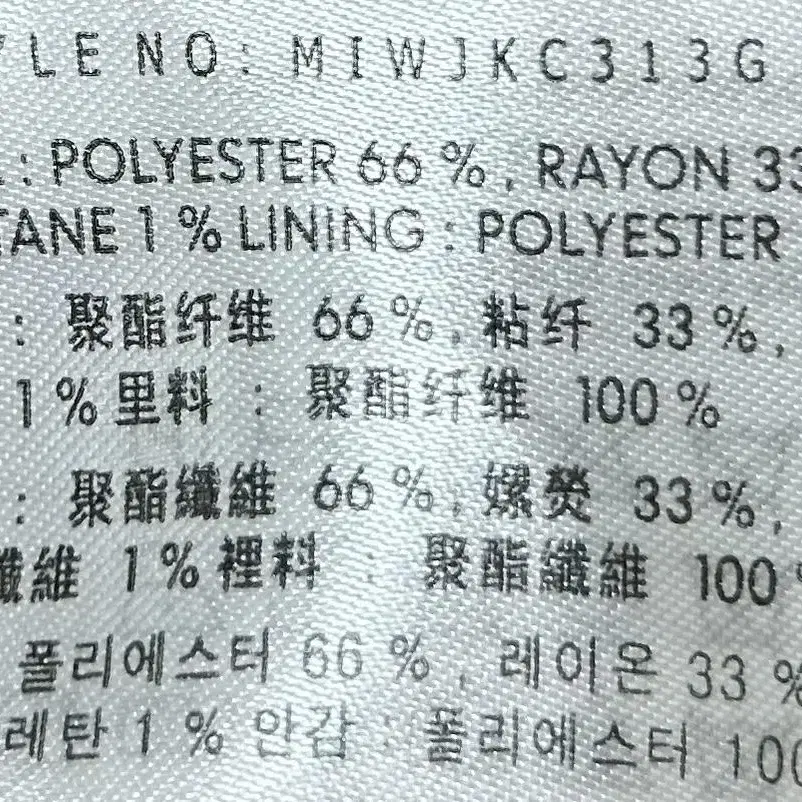 YLE NO: MIWJKC313G
: POLYESTER 66 %, RAYON 33
TANE 1 % LINING : POLYESTER
: 聚酯纤维 66 %, 粘纤 33 %,
1 % 里料 : 聚酯纤维 100 %
: 聚酯纖維 66 %, 嫘熒 33 %,
纖維 1 % 裡料 : 聚酯纖維 100 %
폴리에스터 66 %, 레이온 33 %
레탄 1 % 안감 : 폴리에스터 100